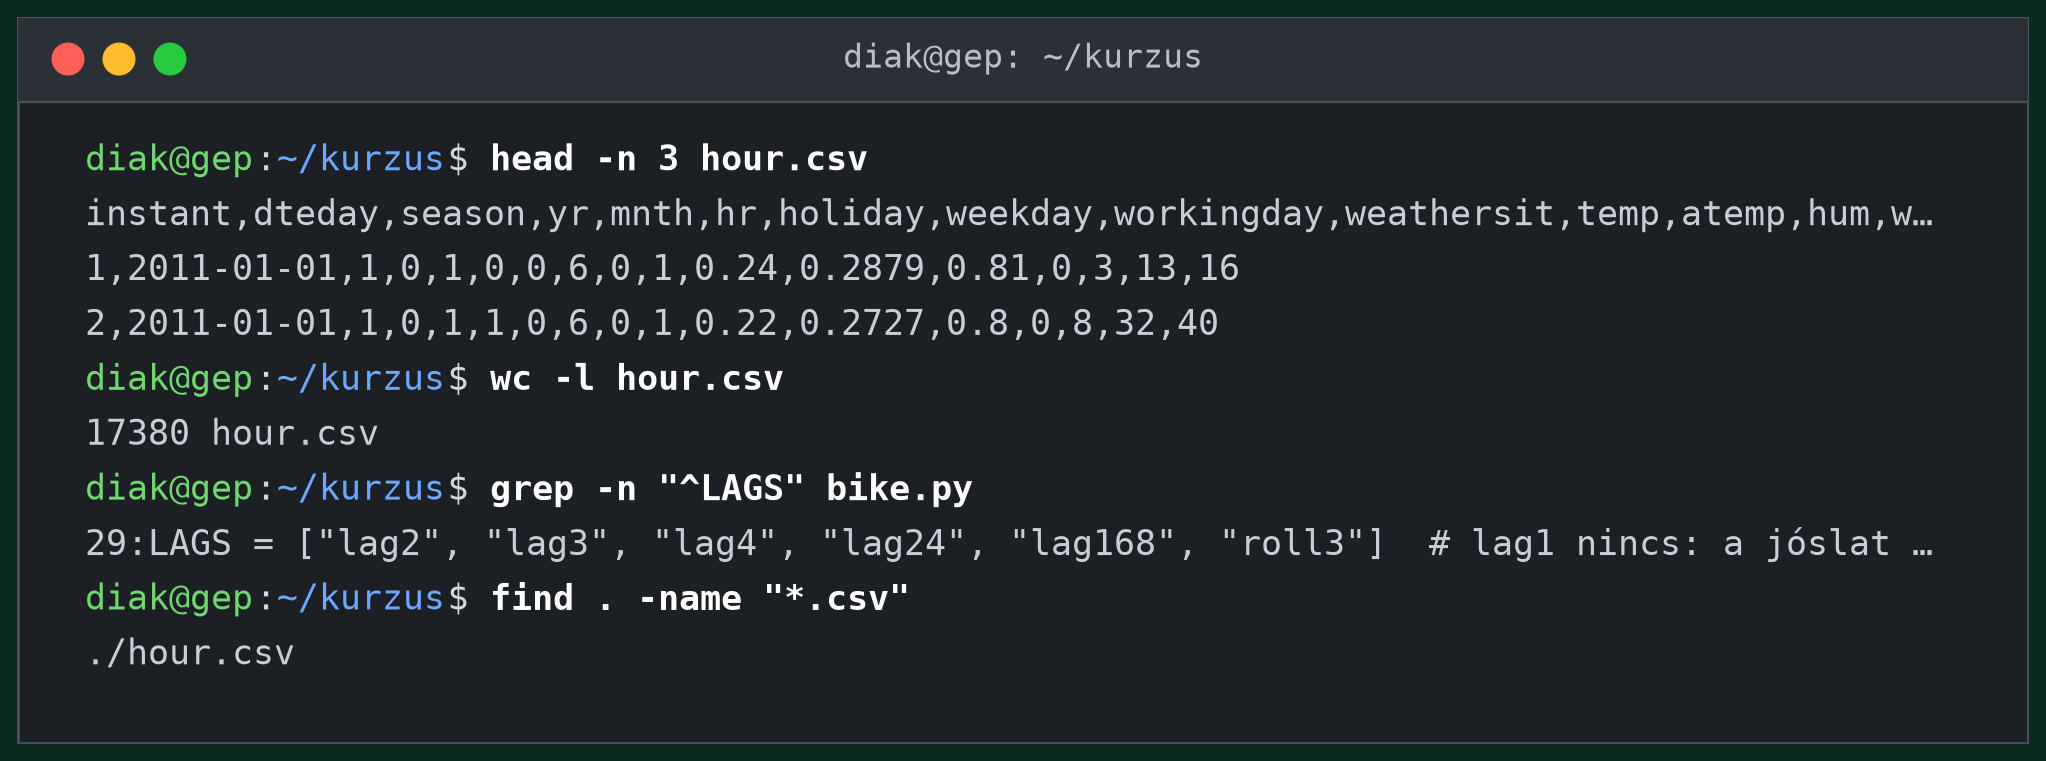 diak@gep: ~/kurzus
diak@gep:~/kurzus$ head -n 3 hour.csv
instant,dteday,season,yr,mnth,hr,holiday,weekday,workingday,weathersit,temp,atemp,hum,w…
1,2011-01-01,1,0,1,0,0,6,0,1,0.24,0.2879,0.81,0,3,13,16
2,2011-01-01,1,0,1,1,0,6,0,1,0.22,0.2727,0.8,0,8,32,40
diak@gep:~/kurzus$ wc -l hour.csv
17380 hour.csv
diak@gep:~/kurzus$ grep -n "^LAGS" bike.py
29:LAGS = ["lag2", "lag3", "lag4", "lag24", "lag168", "roll3"]  # lag1 nincs: a jóslat …
diak@gep:~/kurzus$ find . -name "*.csv"
./hour.csv